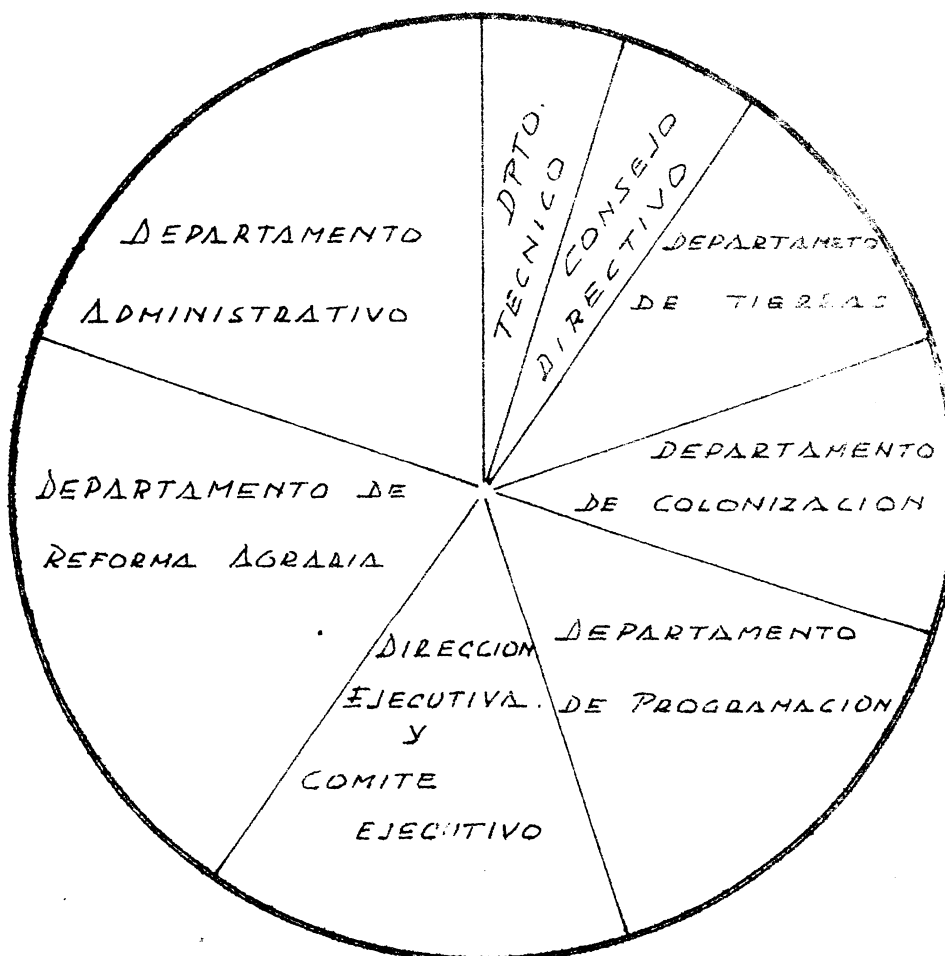 DPTO.
TECNICO
CONSEJO
DIRECTIVO
DEPARTAMETO
DE TIERRAS
DEPARTAMENTO
DE COLONIZACION
DEPARTAMENTO
DE PROGRAMACION
DIRECCION
EJECUTIVA.
Y
COMITE
EJECUTIVO
DEPARTAMENTO DE
REFORMA AGRARIA
DEPARTAMENTO
ADMINISTRATIVO